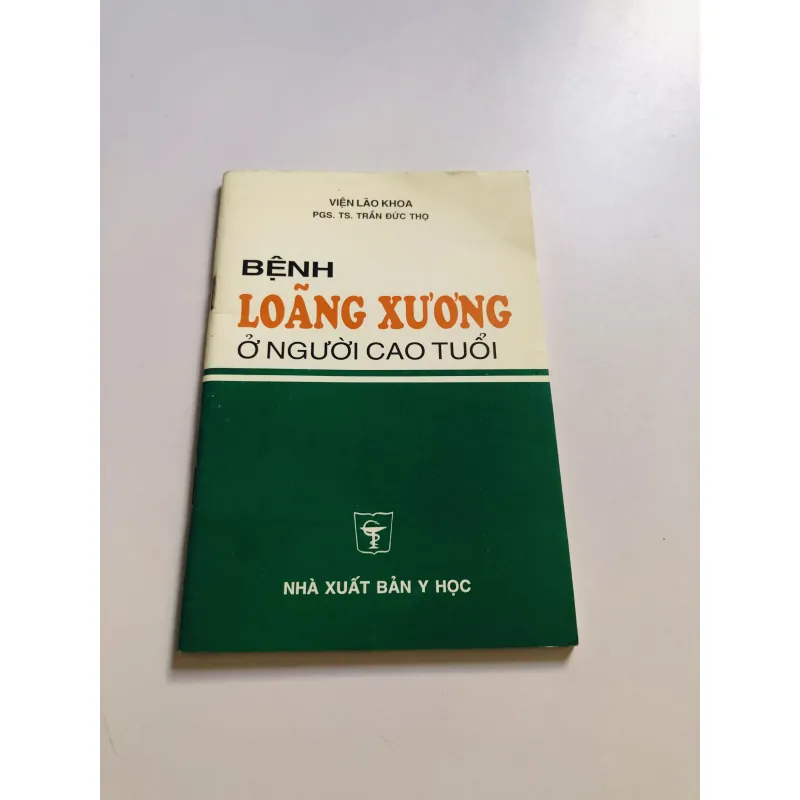 VIỆN LÃO KHOA
PGS. TS. TRẦN ĐỨC THỌ
BỆNH
LOÃNG XƯƠNG
Ở NGƯỜI CAO TUỔI
NHÀ XUẤT BẢN Y HỌC